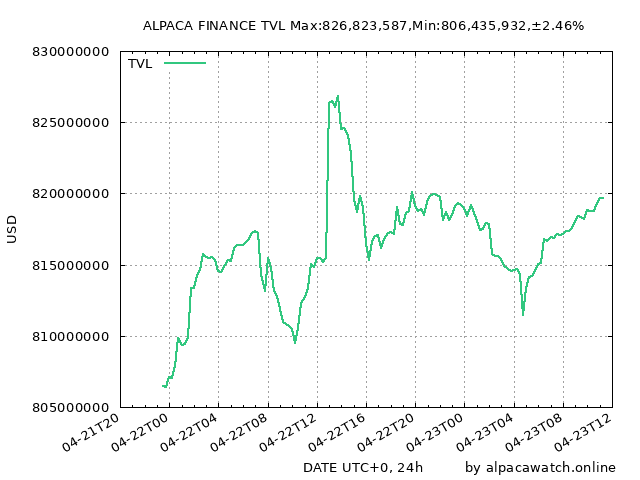 ALPACA FINANCE TVL Max:826,823,587,Min:806,435,932,±2.46%
830000000
TVL
825000000
820000000
USD
815000000
810000000
805000000
04-21T20
04-22T00
04-22T04
04-22T08
04-22T12
04-22T16
04-22T20
04-23T00
04-23T04
04-23T08
04-23T12
DATE UTC+0, 24h
by alpacawatch.online